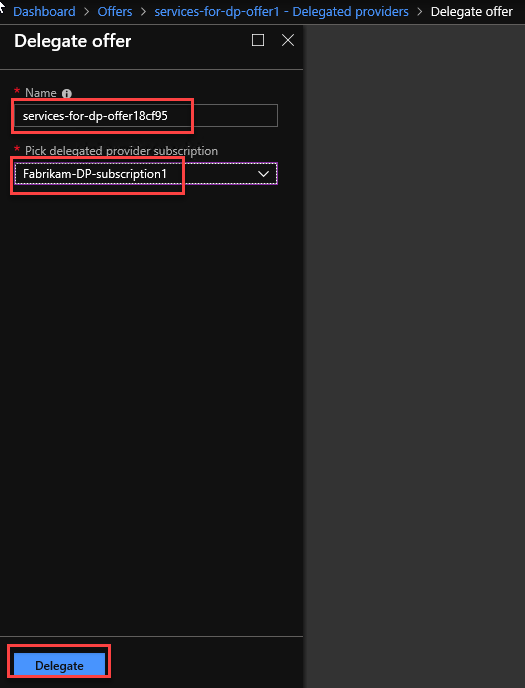 Dashboard > Offers > services-for-dp-offer1 - Delegated providers > Delegate offer
Delegate offer
* Name
services-for-dp-offer18cf95
* Pick delegated provider subscription
Fabrikam-DP-subscription1
Delegate